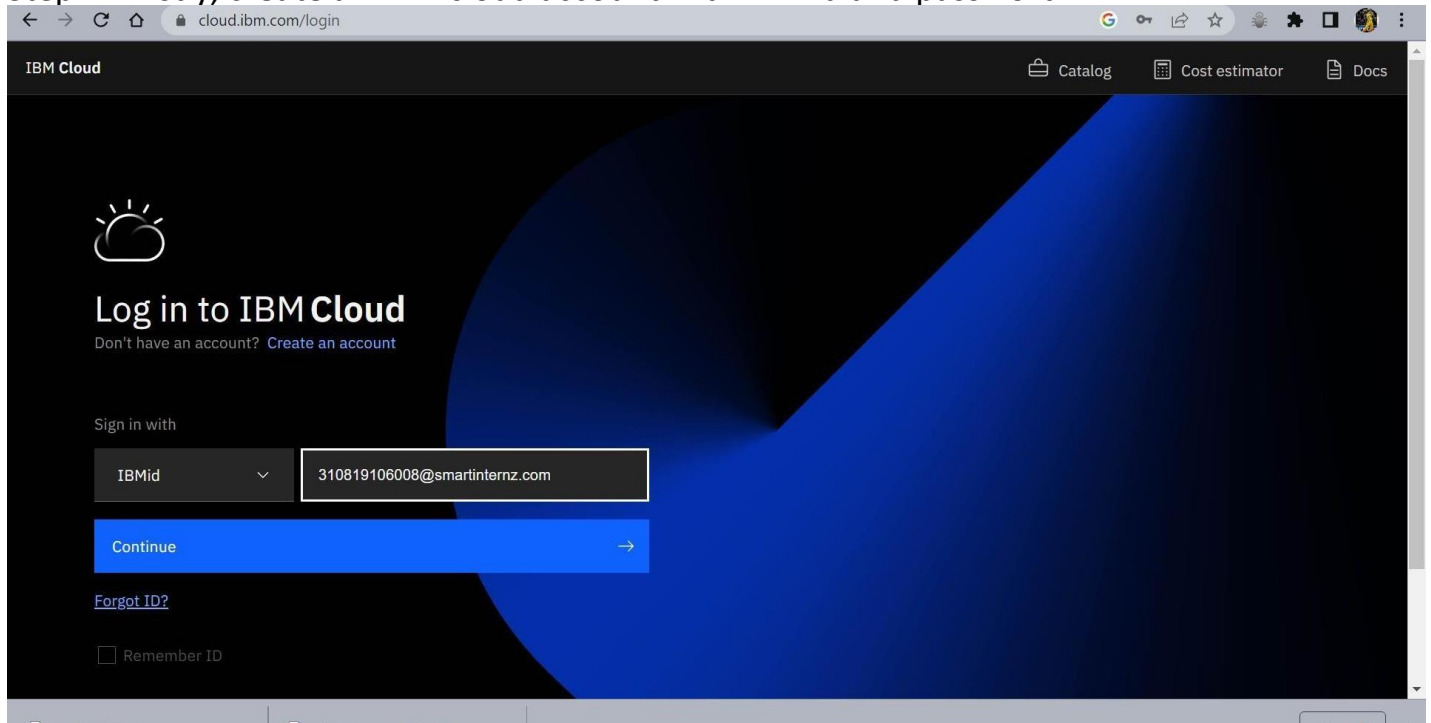 cloud.ibm.com/login
IBM Cloud
Catalog
Cost estimator
Docs
Log in to IBM Cloud
Don't have an account? Create an account
Sign in with
IBMid
310819106008@smartinternz.com
Continue
Forgot ID?
Remember ID